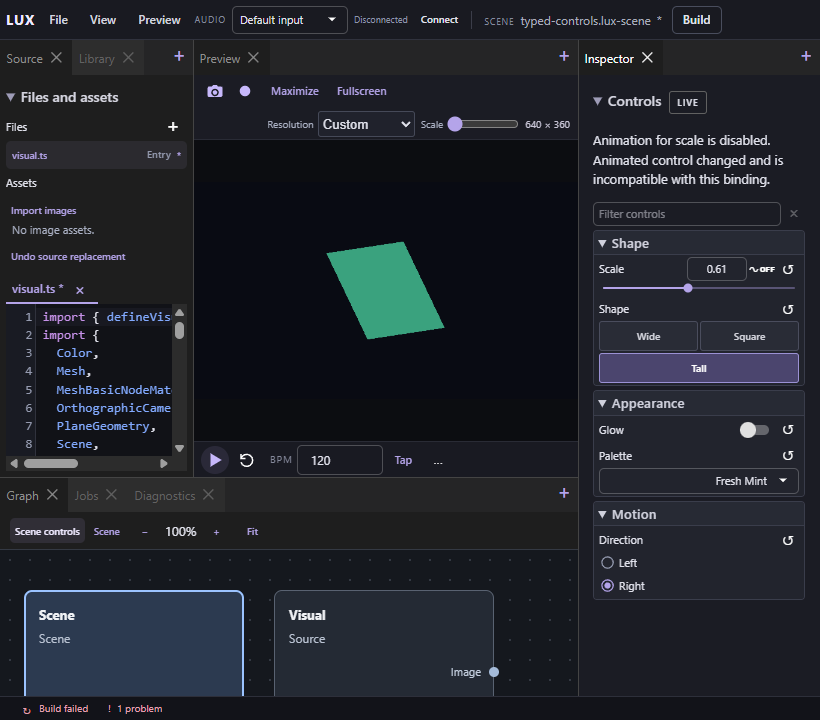 LUX File View Preview AUDIO Default input Disconnected Connect SCENE typed-controls.lux-scene * Build
Source Library +
Files and assets
Files +
visual.ts Entry *
Assets
Import images
No image assets.
Undo source replacement
visual.ts *
1 import { defineVis
2 import {
3 Color,
4 Mesh,
5 MeshBasicNodeMat
6 OrthographicCame
7 PlaneGeometry,
8 Scene,
Preview +
Maximize Fullscreen
Resolution Custom Scale 640 × 360
BPM 120 Tap ...
Graph Jobs Diagnostics +
Scene controls Scene − 100% + Fit
Scene
Scene
Visual
Source
Image
Inspector +
Controls LIVE
Animation for scale is disabled.
Animated control changed and is
incompatible with this binding.
Filter controls
Shape
Scale 0.61 OFF
Shape
Wide Square
Tall
Appearance
Glow
Palette
Fresh Mint
Motion
Direction
Left
Right
Build failed ! 1 problem